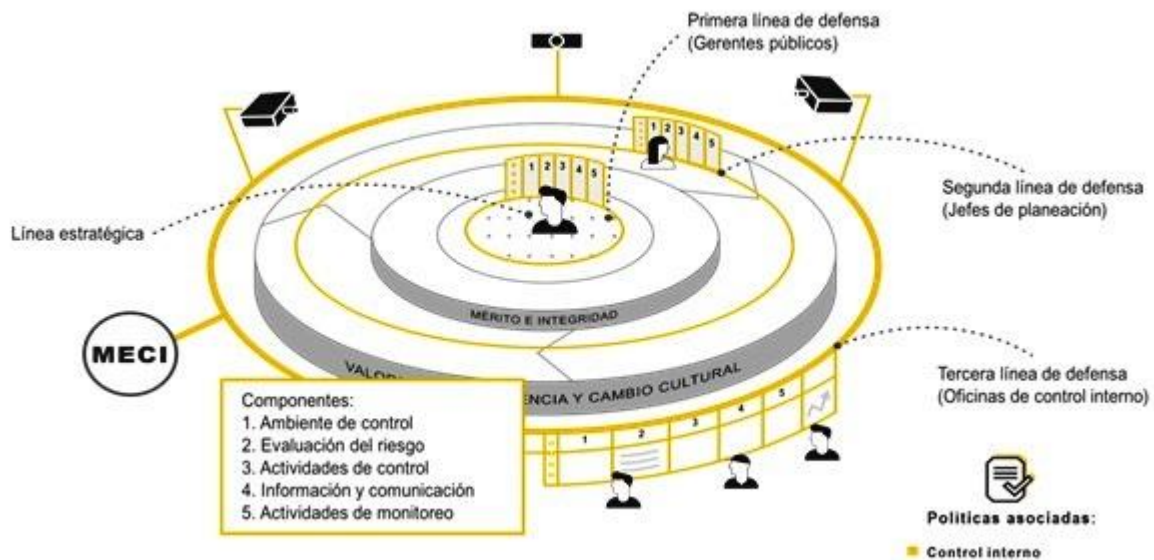 Primera línea de defensa
(Gerentes públicos)
1 2 3 4 5
1 2 3 4 5
Segunda línea de defensa
(Jefes de planeación)
Línea estratégica
MÉRITO E INTEGRIDAD
MECI
VALOR
ENCIA Y CAMBIO CULTURAL
Tercera línea de defensa
(Oficinas de control interno)
Componentes:
1. Ambiente de control
2. Evaluación del riesgo
3. Actividades de control
4. Información y comunicación
5. Actividades de monitoreo
1 2 3 4 5
Políticas asociadas:
Control interno